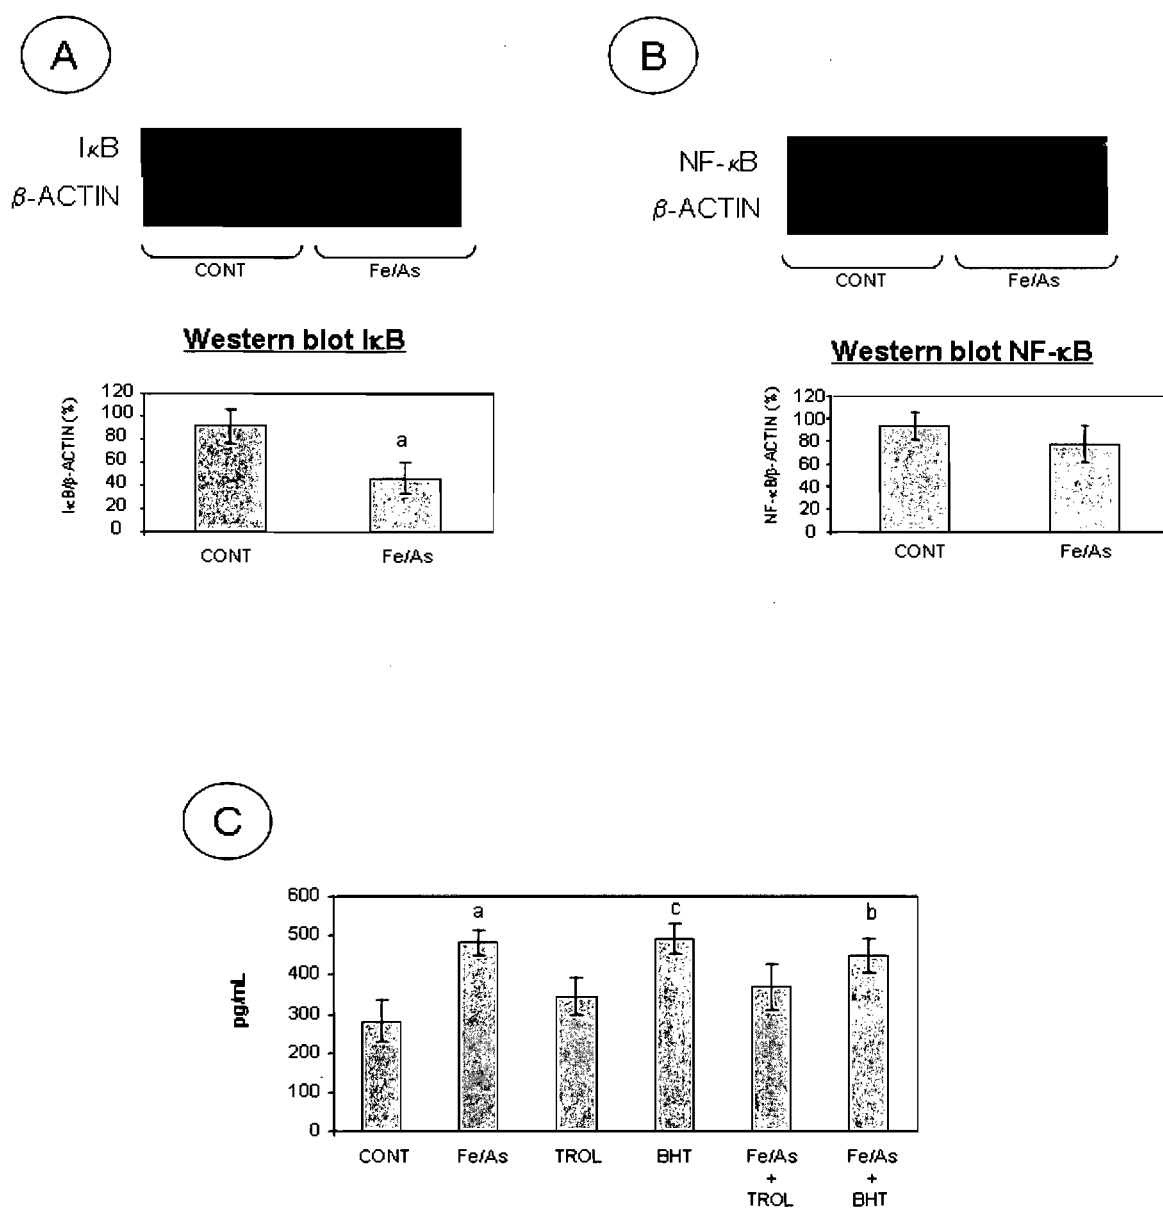 A
IκB
β-ACTIN
CONT Fe/As
Western blot IκB
IκB/β-ACTIN (%)
120
100
80
60
40
20
0
a
CONT Fe/As
B
NF-κB
β-ACTIN
CONT Fe/As
Western blot NF-κB
NF-κB/β-ACTIN (%)
120
100
80
60
40
20
0
CONT Fe/As
C
pg/mL
600
500
400
300
200
100
0
a c b
CONT Fe/As TROL BHT Fe/As Fe/As
+ +
TROL BHT